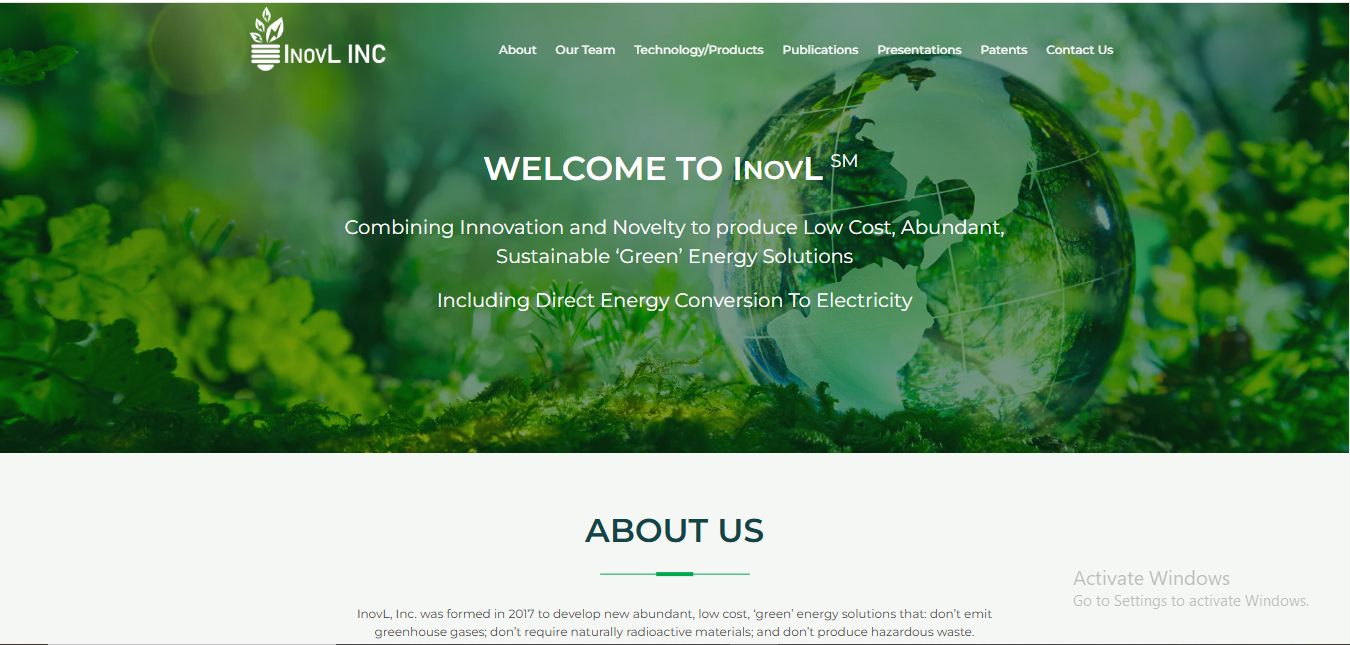 InovL INC
About Our Team Technology/Products Publications Presentations Patents Contact Us
WELCOME TO InovL SM
Combining Innovation and Novelty to produce Low Cost, Abundant,
Sustainable ‘Green’ Energy Solutions
Including Direct Energy Conversion To Electricity
ABOUT US
InovL, Inc. was formed in 2017 to develop new abundant, low cost, ‘green’ energy solutions that: don’t emit
greenhouse gases; don’t require naturally radioactive materials; and don’t produce hazardous waste.
Activate Windows
Go to Settings to activate Windows.